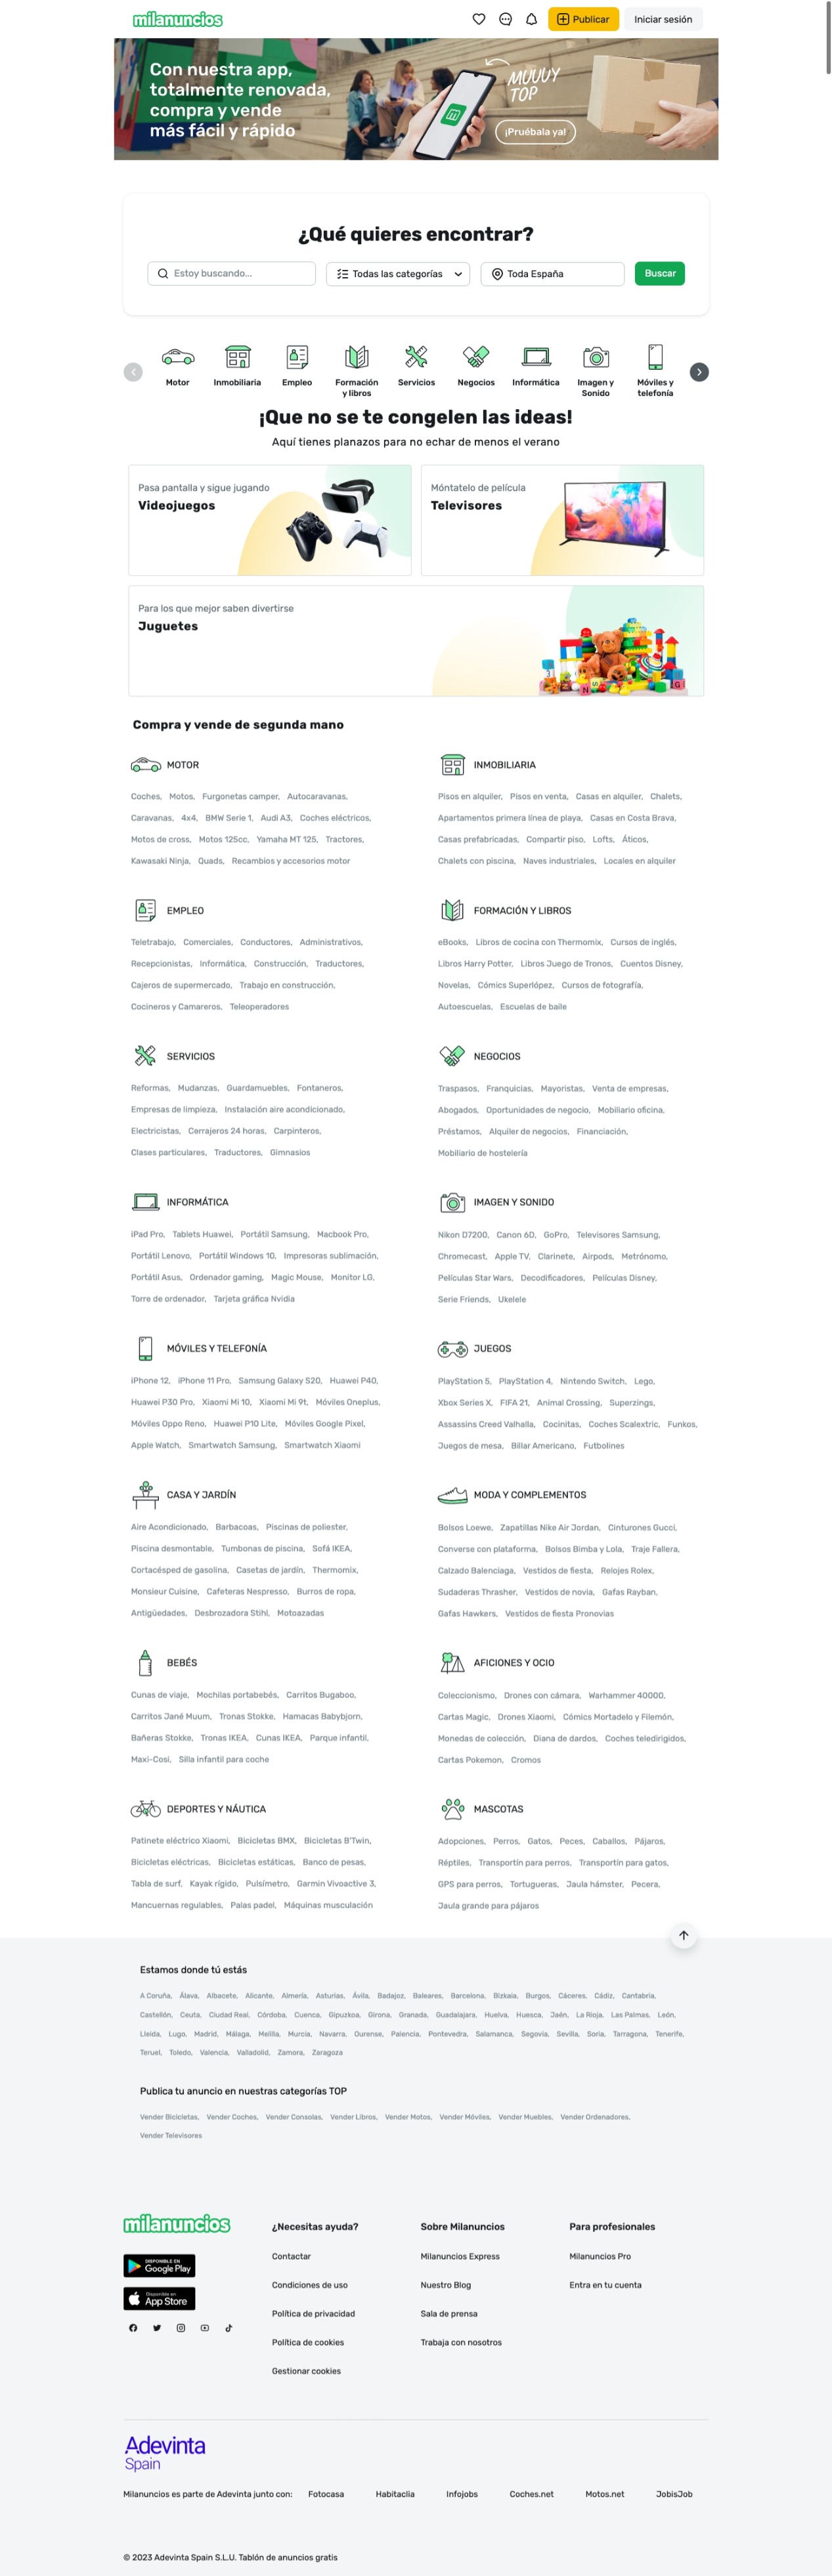 milanuncios
Publicar
Iniciar sesión
Con nuestra app,
totalmente renovada,
compra y vende
más fácil y rápido
MUUUY
TOP
¡Pruébala ya!
¿Qué quieres encontrar?
Estoy buscando...
Todas las categorías
Toda España
Buscar
Motor
Inmobiliaria
Empleo
Formación
y libros
Servicios
Negocios
Informática
Imagen y
Sonido
Móviles y
telefonía
¡Que no se te congelen las ideas!
Aquí tienes planazos para no echar de menos el verano
Pasa pantalla y sigue jugando
Videojuegos
Móntatelo de película
Televisores
Para los que mejor saben divertirse
Juguetes
Compra y vende de segunda mano
MOTOR
Coches, Motos, Furgonetas camper, Autocaravanas,
Caravanas, 4x4, BMW Serie 1, Audi A3, Coches eléctricos,
Motos de cross, Motos 125cc, Yamaha MT 125, Tractores,
Kawasaki Ninja, Quads, Recambios y accesorios motor
INMOBILIARIA
Pisos en alquiler, Pisos en venta, Casas en alquiler, Chalets,
Apartamentos primera línea de playa, Casas en Costa Brava,
Casas prefabricadas, Compartir piso, Lofts, Áticos,
Chalets con piscina, Naves industriales, Locales en alquiler
EMPLEO
Teletrabajo, Comerciales, Conductores, Administrativos,
Recepcionistas, Informática, Construcción, Traductores,
Cajeros de supermercado, Trabajo en construcción,
Cocineros y Camareros, Teleoperadores
FORMACIÓN Y LIBROS
eBooks, Libros de cocina con Thermomix, Cursos de inglés,
Libros Harry Potter, Libros Juego de Tronos, Cuentos Disney,
Novelas, Cómics Superlópez, Cursos de fotografía,
Autoescuelas, Escuelas de baile
SERVICIOS
Reformas, Mudanzas, Guardamuebles, Fontaneros,
Empresas de limpieza, Instalación aire acondicionado,
Electricistas, Cerrajeros 24 horas, Carpinteros,
Clases particulares, Traductores, Gimnasios
NEGOCIOS
Traspasos, Franquicias, Mayoristas, Venta de empresas,
Abogados, Oportunidades de negocio, Mobiliario oficina,
Préstamos, Alquiler de negocios, Financiación,
Mobiliario de hostelería
INFORMÁTICA
iPad Pro, Tablets Huawei, Portátil Samsung, Macbook Pro,
Portátil Lenovo, Portátil Windows 10, Impresoras sublimación,
Portátil Asus, Ordenador gaming, Magic Mouse, Monitor LG,
Torre de ordenador, Tarjeta gráfica Nvidia
IMAGEN Y SONIDO
Nikon D7200, Canon 6D, GoPro, Televisores Samsung,
Chromecast, Apple TV, Clarinete, Airpods, Metrónomo,
Películas Star Wars, Decodificadores, Películas Disney,
Serie Friends, Ukelele
MÓVILES Y TELEFONÍA
iPhone 12, iPhone 11 Pro, Samsung Galaxy S20, Huawei P40,
Huawei P30 Pro, Xiaomi Mi 10, Xiaomi Mi 9t, Móviles Oneplus,
Móviles Oppo Reno, Huawei P10 Lite, Móviles Google Pixel,
Apple Watch, Smartwatch Samsung, Smartwatch Xiaomi
JUEGOS
PlayStation 5, PlayStation 4, Nintendo Switch, Lego,
Xbox Series X, FIFA 21, Animal Crossing, Superzings,
Assassins Creed Valhalla, Cocinitas, Coches Scalextric, Funkos,
Juegos de mesa, Billar Americano, Futbolines
CASA Y JARDÍN
Aire Acondicionado, Barbacoas, Piscinas de poliester,
Piscina desmontable, Tumbonas de piscina, Sofá IKEA,
Cortacésped de gasolina, Casetas de jardín, Thermomix,
Monsieur Cuisine, Cafeteras Nespresso, Burros de ropa,
Antigüedades, Desbrozadora Stihl, Motoazadas
MODA Y COMPLEMENTOS
Bolsos Loewe, Zapatillas Nike Air Jordan, Cinturones Gucci,
Converse con plataforma, Bolsos Bimba y Lola, Traje Fallera,
Calzado Balenciaga, Vestidos de fiesta, Relojes Rolex,
Sudaderas Thrasher, Vestidos de novia, Gafas Rayban,
Gafas Hawkers, Vestidos de fiesta Pronovias
BEBÉS
Cunas de viaje, Mochilas portabebés, Carritos Bugaboo,
Carritos Jané Muum, Tronas Stokke, Hamacas Babybjorn,
Bañeras Stokke, Tronas IKEA, Cunas IKEA, Parque infantil,
Maxi-Cosi, Silla infantil para coche
AFICIONES Y OCIO
Coleccionismo, Drones con cámara, Warhammer 40000,
Cartas Magic, Drones Xiaomi, Cómics Mortadelo y Filemón,
Monedas de colección, Diana de dardos, Coches teledirigidos,
Cartas Pokemon, Cromos
DEPORTES Y NÁUTICA
Patinete eléctrico Xiaomi, Bicicletas BMX, Bicicletas B'Twin,
Bicicletas eléctricas, Bicicletas estáticas, Banco de pesas,
Tabla de surf, Kayak rígido, Pulsímetro, Garmin Vivoactive 3,
Mancuernas regulables, Palas padel, Máquinas musculación
MASCOTAS
Adopciones, Perros, Gatos, Peces, Caballos, Pájaros,
Réptiles, Transportín para perros, Transportín para gatos,
GPS para perros, Tortugueras, Jaula hámster, Pecera,
Jaula grande para pájaros
Estamos donde tú estás
A Coruña, Álava, Albacete, Alicante, Almería, Asturias, Ávila, Badajoz, Baleares, Barcelona, Bizkaia, Burgos, Cáceres, Cádiz, Cantabria,
Castellón, Ceuta, Ciudad Real, Córdoba, Cuenca, Gipuzkoa, Girona, Granada, Guadalajara, Huelva, Huesca, Jaén, La Rioja, Las Palmas, León,
Lleida, Lugo, Madrid, Málaga, Melilla, Murcia, Navarra, Ourense, Palencia, Pontevedra, Salamanca, Segovia, Sevilla, Soria, Tarragona, Tenerife,
Teruel, Toledo, Valencia, Valladolid, Zamora, Zaragoza
Publica tu anuncio en nuestras categorías TOP
Vender Bicicletas, Vender Coches, Vender Consolas, Vender Libros, Vender Motos, Vender Móviles, Vender Muebles, Vender Ordenadores,
Vender Televisores
milanuncios
DISPONIBLE EN
Google Play
Disponible en
App Store
¿Necesitas ayuda?
Contactar
Condiciones de uso
Política de privacidad
Política de cookies
Gestionar cookies
Sobre Milanuncios
Milanuncios Express
Nuestro Blog
Sala de prensa
Trabaja con nosotros
Para profesionales
Milanuncios Pro
Entra en tu cuenta
Adevinta
Spain
Milanuncios es parte de Adevinta junto con: Fotocasa Habitaclia Infojobs Coches.net Motos.net JobisJob
© 2023 Adevinta Spain S.L.U. Tablón de anuncios gratis